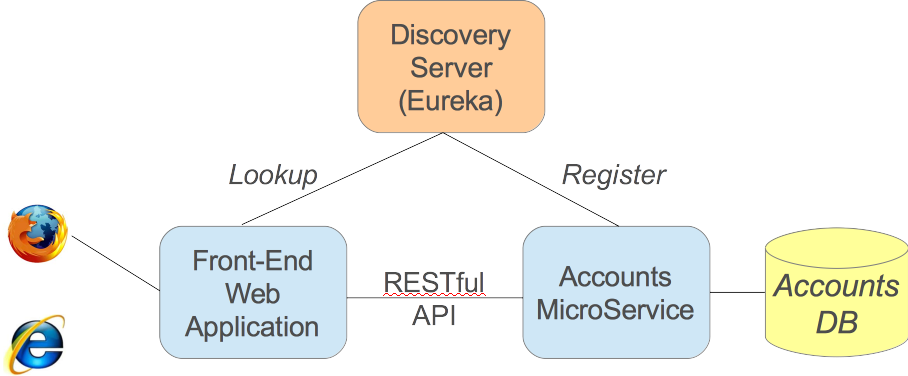 Discovery
Server
(Eureka)
Lookup
Register
Front-End
Web
Application
RESTful
API
Accounts
MicroService
Accounts
DB